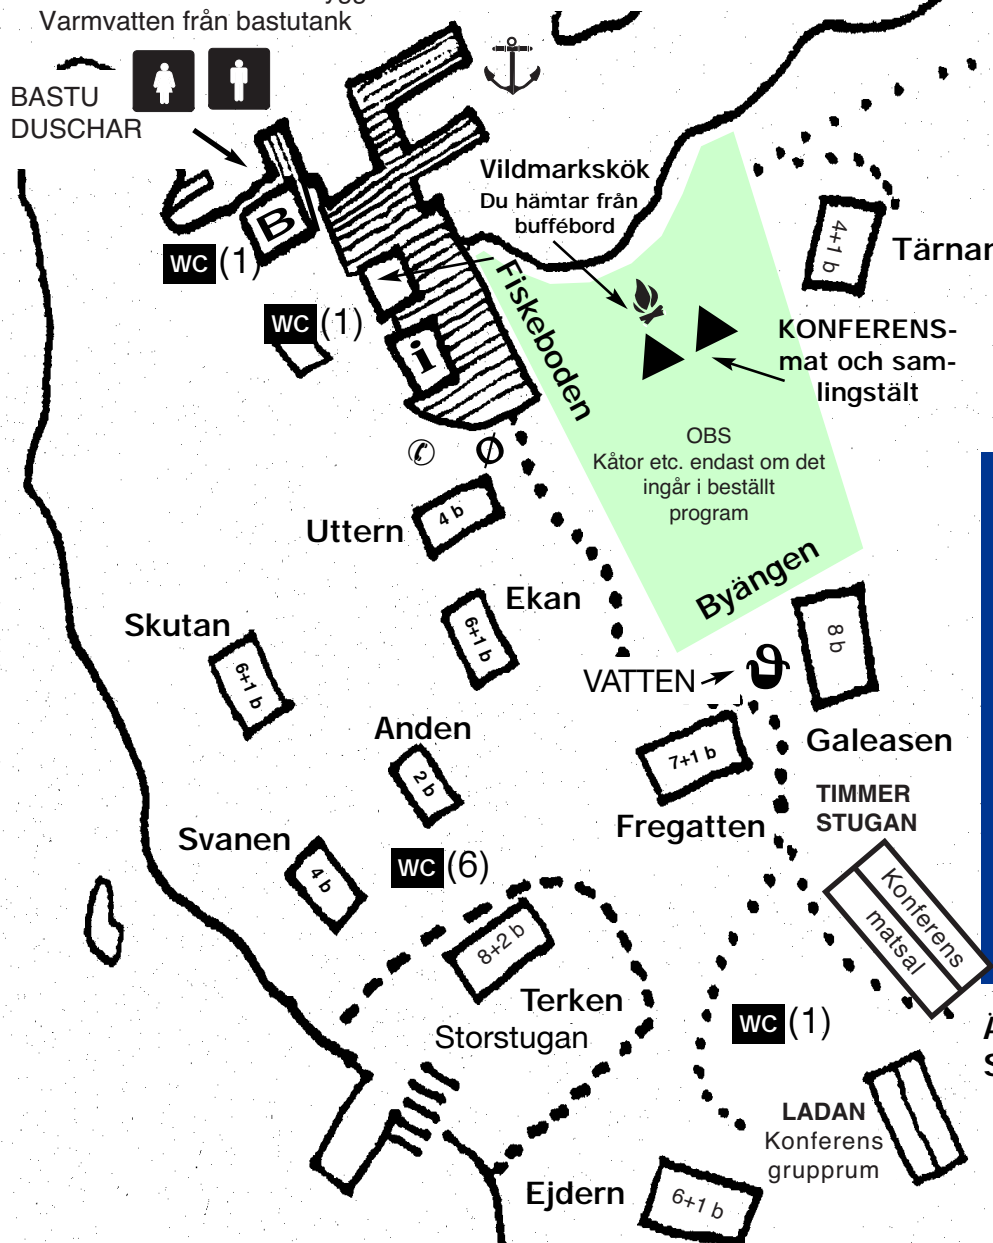 Varmvatten från bastutank
BASTU
DUSCHAR
B
WC (1)
WC (1)
i
Vildmarkskök
Du hämtar från
buffébord
Fiskeboden
4+1 b
Tärnan
KONFERENS-
mat och sam-
lingstält
OBS
Kåtor etc. endast om det
ingår i beställt
program
Byängen
Uttern
4 b
Ekan
6+1 b
Skutan
6+1 b
8 b
VATTEN
Galeasen
Anden
2 b
7+1 b
Fregatten
TIMMER
STUGAN
Konferens
matsal
Svanen
4 b
WC (6)
8+2 b
Terken
Storstugan
WC (1)
LADAN
Konferens
grupprum
Ejdern
6+1 b